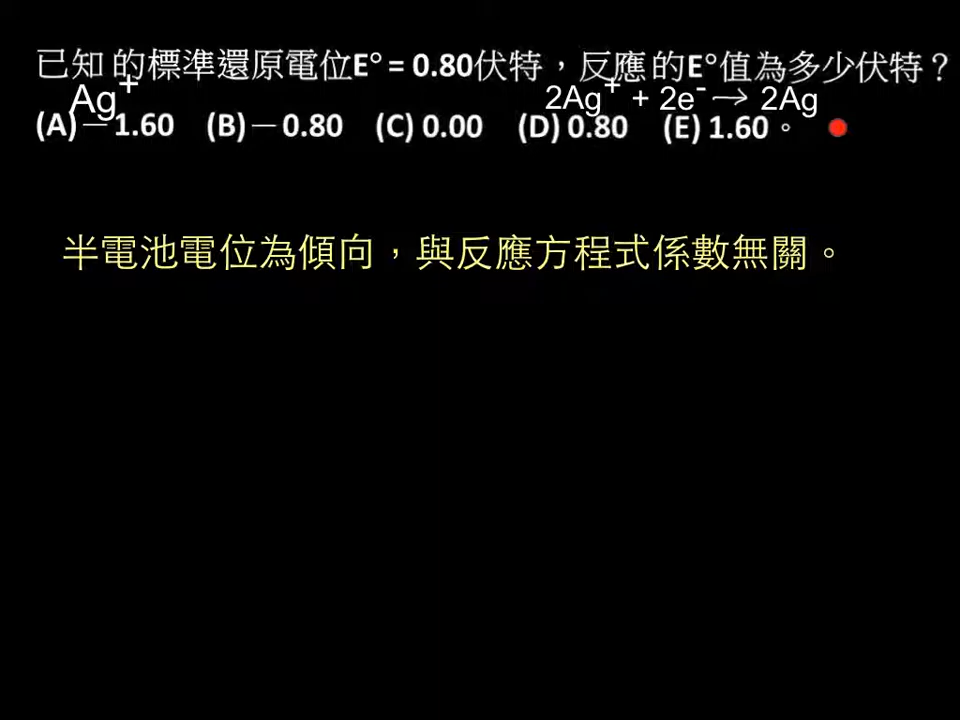 已知 的標準還原電位E° = 0.80伏特，反應 的E°值為多少伏特？
Ag⁺
2Ag⁺ + 2e⁻ → 2Ag
(A)－1.60 (B)－0.80 (C) 0.00 (D) 0.80 (E) 1.60。
半電池電位為傾向，與反應方程式係數無關。